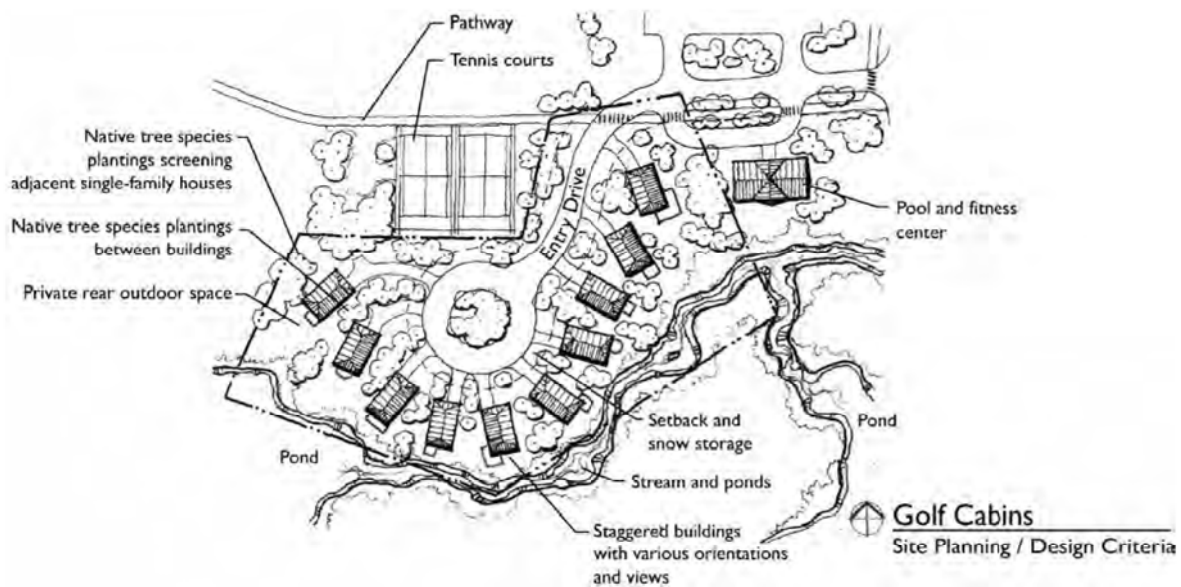 Pathway
Tennis courts
Native tree species
plantings screening
adjacent single-family houses
Native tree species plantings
between buildings
Private rear outdoor space
Entry Drive
Pool and fitness
center
Setback and
snow storage
Pond
Pond
Stream and ponds
Staggered buildings
with various orientations
and views
Golf Cabins
Site Planning / Design Criteria